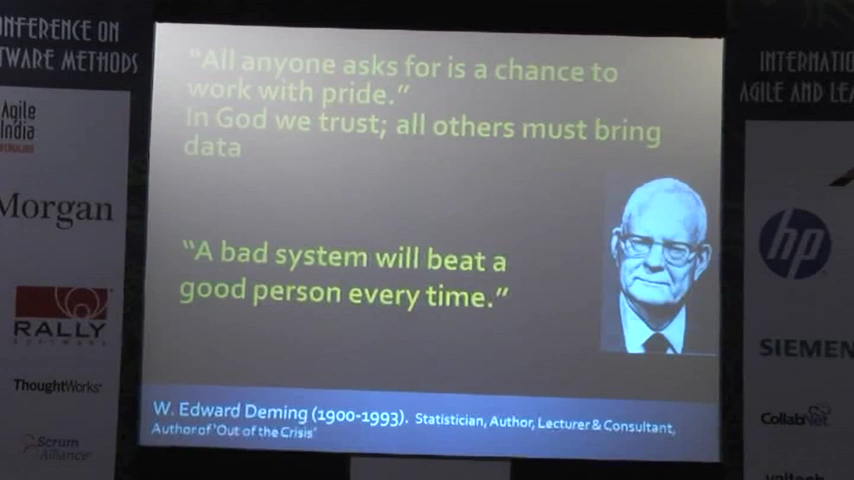 NFERENCE ON
TWARE METHODS
Agile
India
Morgan
RALLY
SOFTWARE
ThoughtWorks
Scrum
Alliance
"All anyone asks for is a chance to
work with pride."
In God we trust; all others must bring
data
"A bad system will beat a
good person every time."
W. Edward Deming (1900-1993). Statistician, Author, Lecturer & Consultant,
Author of 'Out of the Crisis'
INTERNATIO
AGILE AND LEA
hp
SIEMEN
CollabNet
valtech